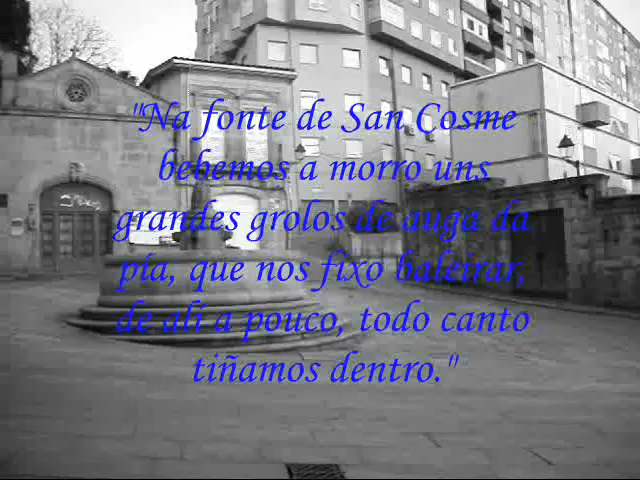 "Na fonte de San Cosme
bebemos a morro uns
grandes grolos de auga da
pía, que nos fixo baleirar,
de alí a pouco, todo canto
tiñamos dentro."